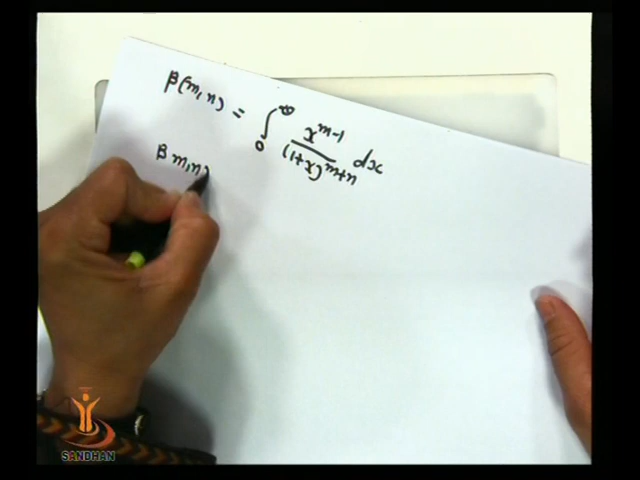 β(m, n) = ∫₀^∞ x^(m-1) / (1+x)^(m+n) dx
β m, n)
SANDHAN